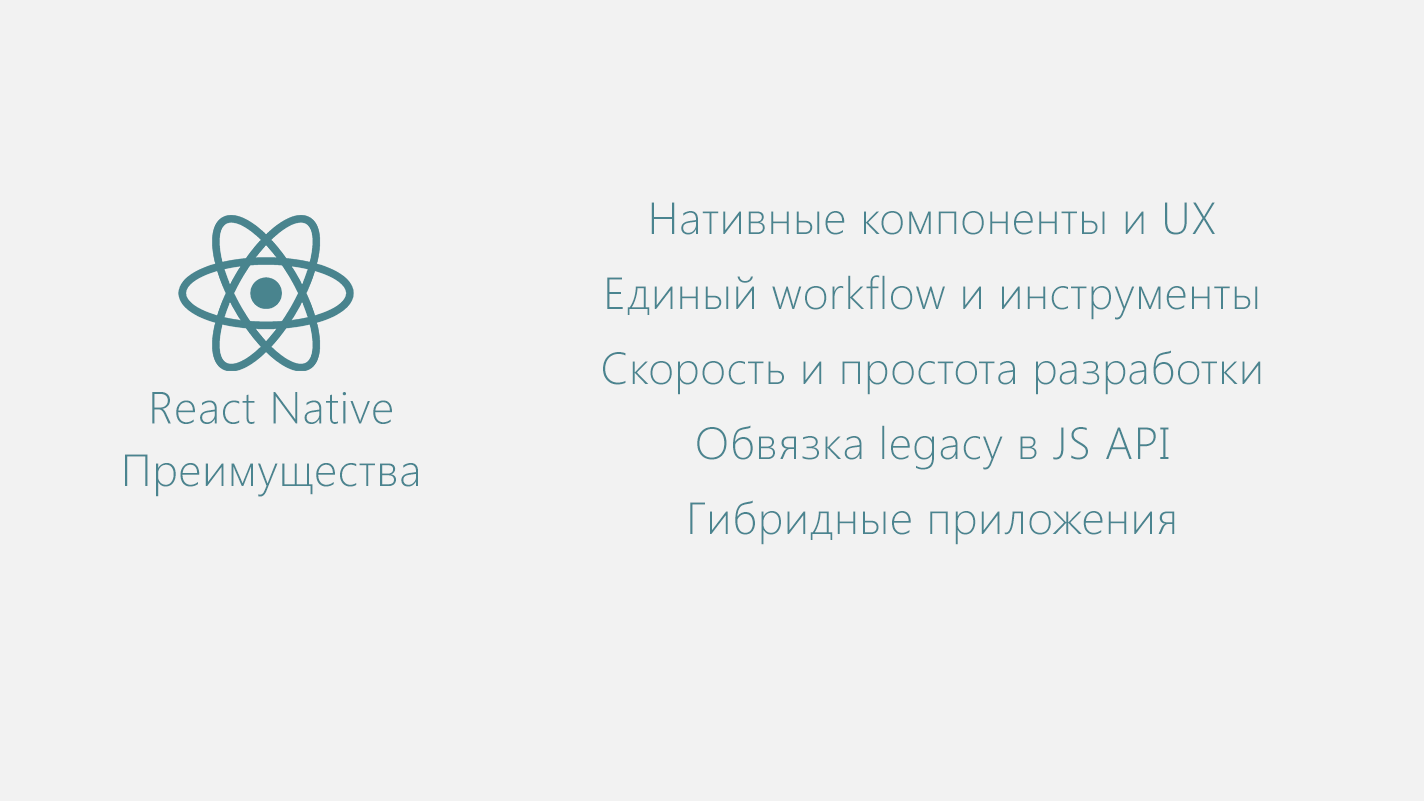 React Native
Преимущества
Нативные компоненты и UX
Единый workflow и инструменты
Скорость и простота разработки
Обвязка legacy в JS API
Гибридные приложения